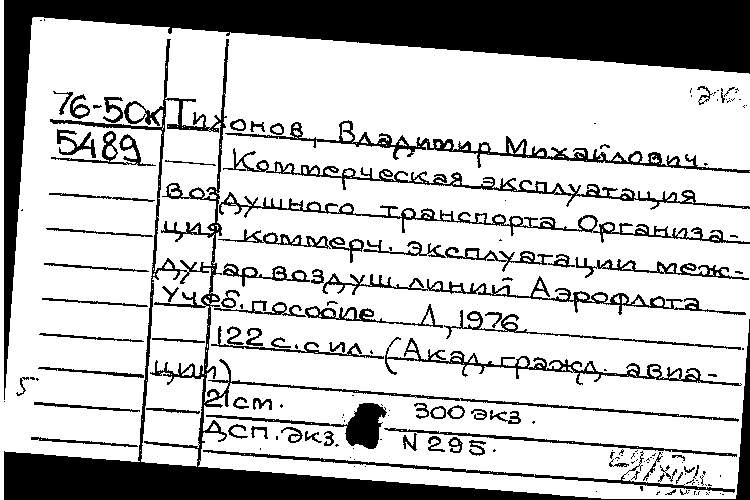 э.к.
76-50к Тихонов, Владимир Михайлович.
5489 Коммерческая эксплуатация
воздушного транспорта. Организа-
ция коммерч. эксплуатации меж-
дунар. воздуш. линий Аэрофлота
Учеб. пособие. Л, 1976.
122 с. с ил. (Акад. гражд. авиа-
ции)
5
21 см. 300 экз.
ДСП. экз. N 295.